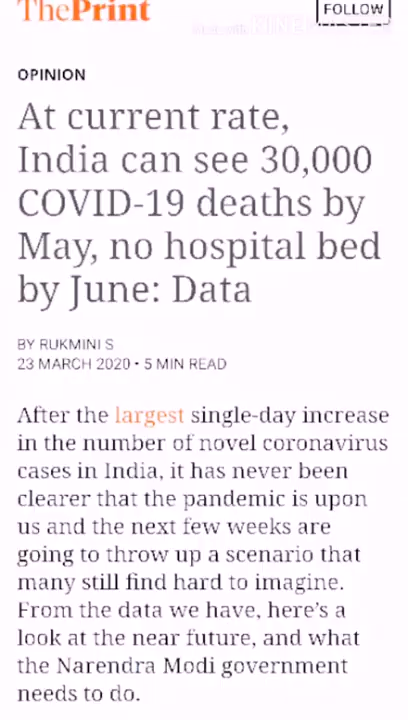 ThePrint
FOLLOW
OPINION
At current rate,
India can see 30,000
COVID-19 deaths by
May, no hospital bed
by June: Data
BY RUKMINI S
23 MARCH 2020 • 5 MIN READ
After the largest single-day increase
in the number of novel coronavirus
cases in India, it has never been
clearer that the pandemic is upon
us and the next few weeks are
going to throw up a scenario that
many still find hard to imagine.
From the data we have, here's a
look at the near future, and what
the Narendra Modi government
needs to do.